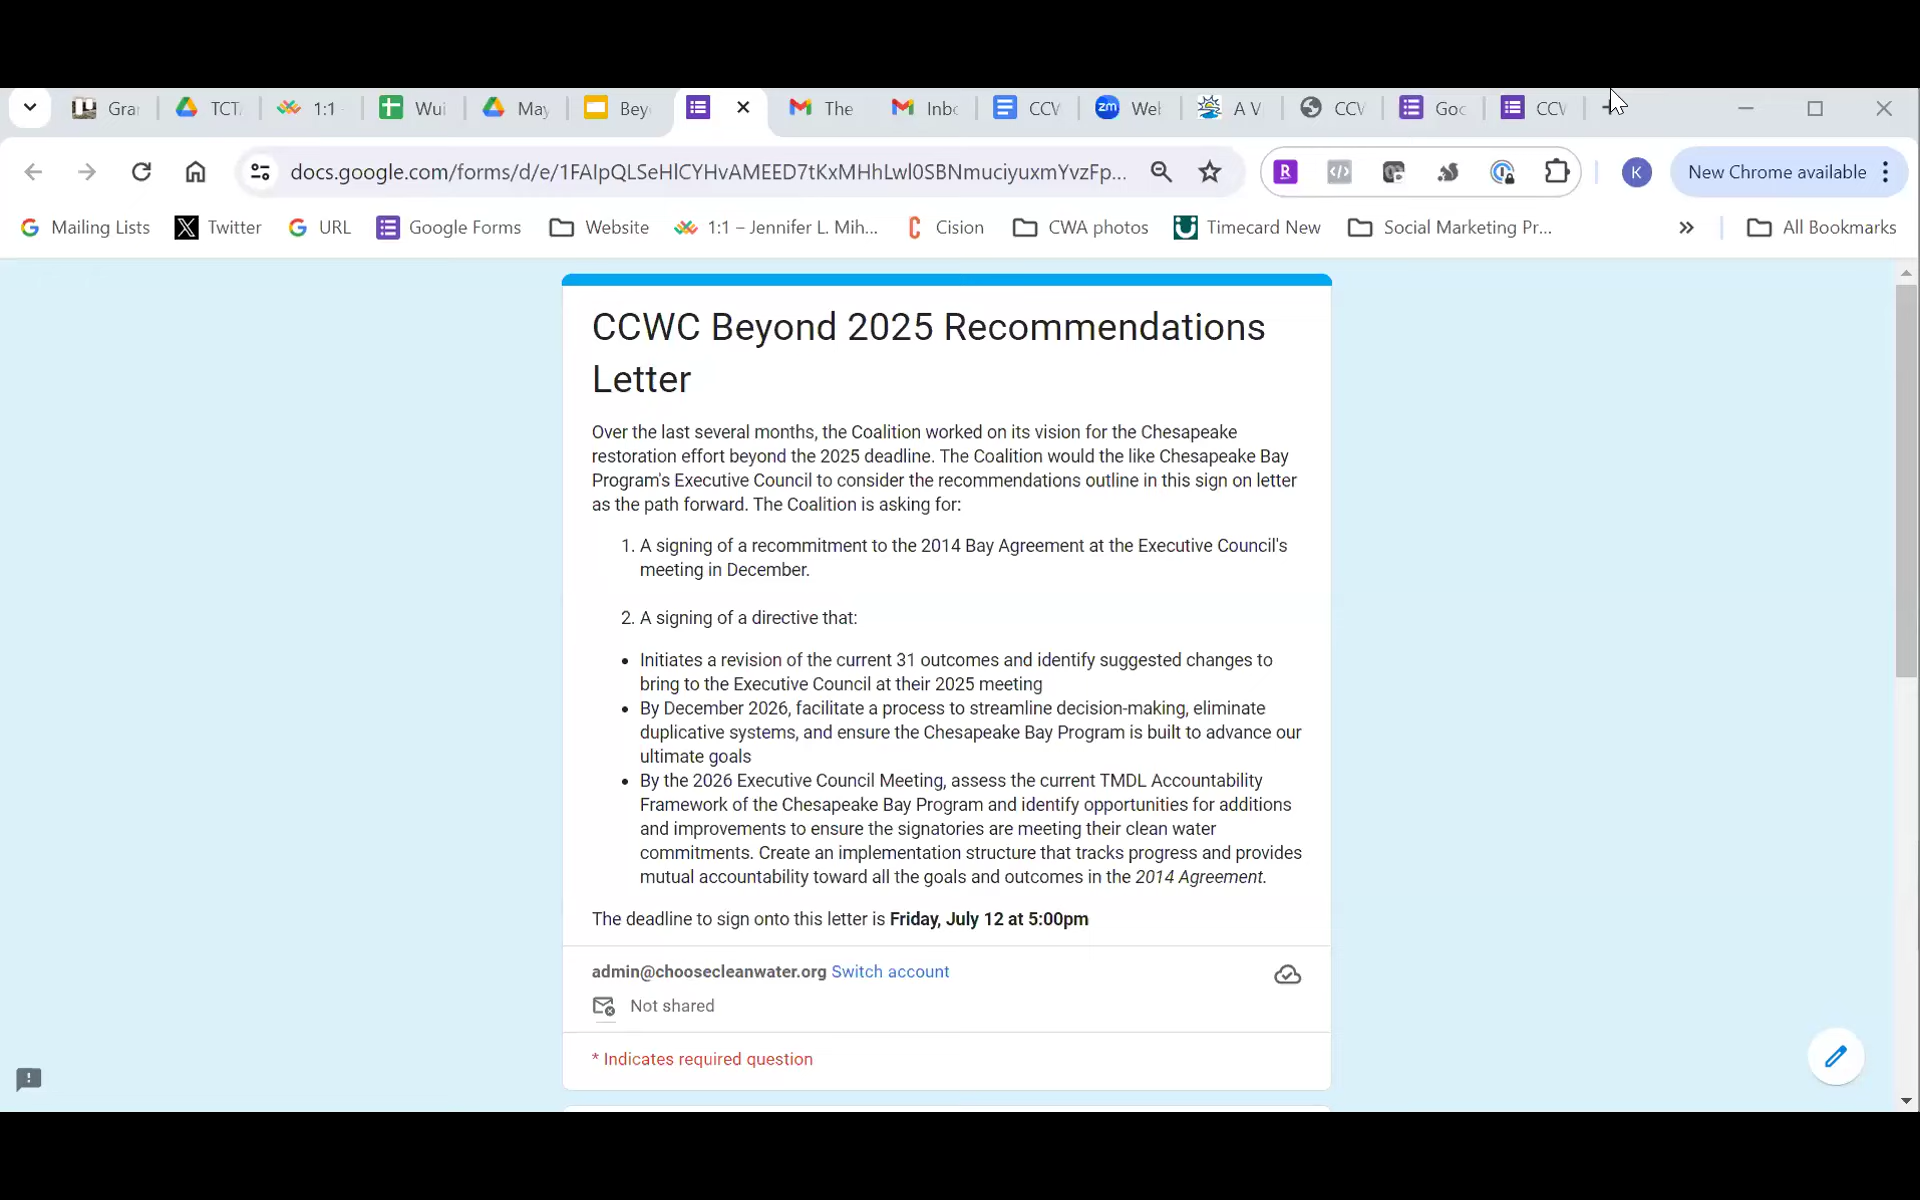 Gra
TCT
1:1
Wui
May
Bey
The
Inbc
CCV
zm
Wel
A V
CCV
Goc
CCV
docs.google.com/forms/d/e/1FAIpQLSeHlCYHvAMEED7tKxMHhLwl0SBNmuciyuxmYvzFp...
R
K
New Chrome available
Mailing Lists
Twitter
URL
Google Forms
Website
1:1 – Jennifer L. Mih...
Cision
CWA photos
Timecard New
Social Marketing Pr...
All Bookmarks
CCWC Beyond 2025 Recommendations
Letter
Over the last several months, the Coalition worked on its vision for the Chesapeake
restoration effort beyond the 2025 deadline. The Coalition would the like Chesapeake Bay
Program's Executive Council to consider the recommendations outline in this sign on letter
as the path forward. The Coalition is asking for:
1. A signing of a recommitment to the 2014 Bay Agreement at the Executive Council's
meeting in December.
2. A signing of a directive that:
• Initiates a revision of the current 31 outcomes and identify suggested changes to
bring to the Executive Council at their 2025 meeting
• By December 2026, facilitate a process to streamline decision-making, eliminate
duplicative systems, and ensure the Chesapeake Bay Program is built to advance our
ultimate goals
• By the 2026 Executive Council Meeting, assess the current TMDL Accountability
Framework of the Chesapeake Bay Program and identify opportunities for additions
and improvements to ensure the signatories are meeting their clean water
commitments. Create an implementation structure that tracks progress and provides
mutual accountability toward all the goals and outcomes in the 2014 Agreement.
The deadline to sign onto this letter is Friday, July 12 at 5:00pm
admin@choosecleanwater.org Switch account
Not shared
* Indicates required question